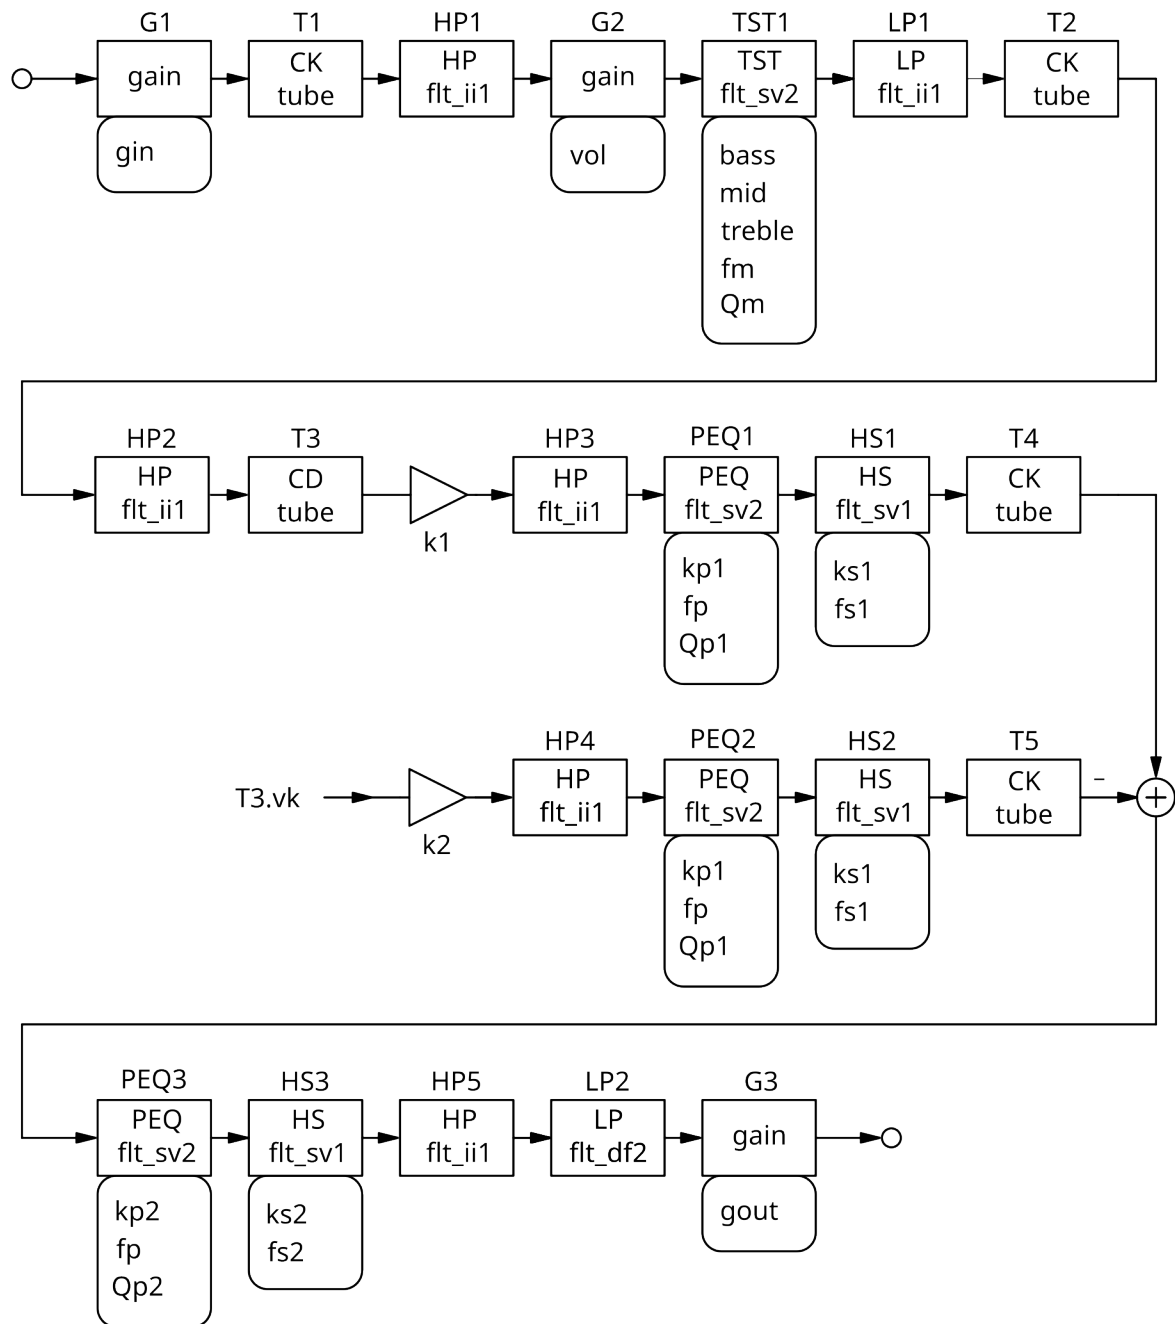 G1 T1 HP1 G2 TST1 LP1 T2
gain CK HP gain TST LP CK
tube flt_ii1 flt_sv2 flt_ii1 tube
gin vol bass
mid
treble
fm
Qm
HP2 T3 HP3 PEQ1 HS1 T4
HP CD HP PEQ HS CK
flt_ii1 tube flt_ii1 flt_sv2 flt_sv1 tube
k1
kp1 ks1
fp fs1
Qp1
HP4 PEQ2 HS2 T5
T3.vk HP PEQ HS CK –
flt_ii1 flt_sv2 flt_sv1 tube +
k2
kp1 ks1
fp fs1
Qp1
PEQ3 HS3 HP5 LP2 G3
PEQ HS HP LP gain
flt_sv2 flt_sv1 flt_ii1 flt_df2
kp2 ks2 gout
fp fs2
Qp2